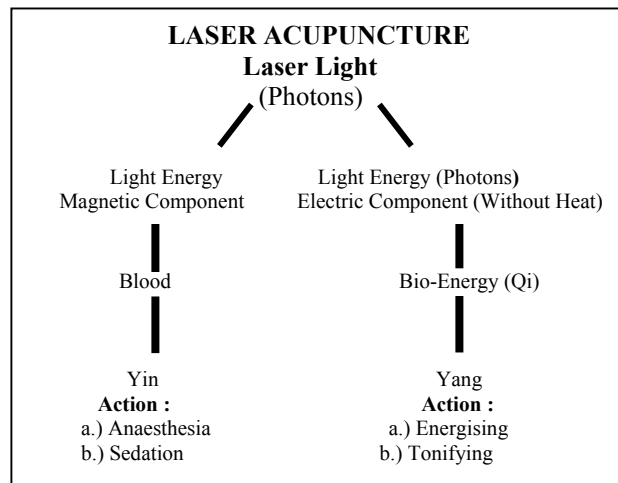 LASER ACUPUNCTURE
Laser Light
(Photons)
Light Energy
Magnetic Component
Light Energy (Photons)
Electric Component (Without Heat)
Blood
Bio-Energy (Qi)
Yin
Action :
a.) Anaesthesia
b.) Sedation
Yang
Action :
a.) Energising
b.) Tonifying